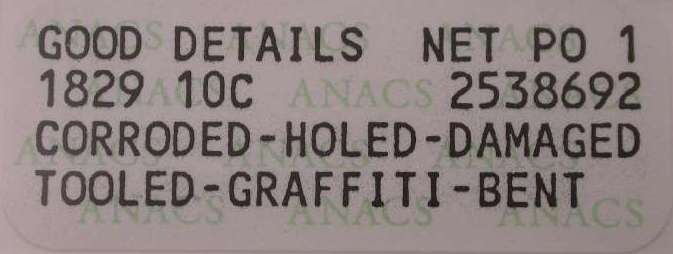 GOOD DETAILS NET PO 1
1829 10C 2538692
CORRODED-HOLED-DAMAGED
TOOLED-GRAFFITI-BENT